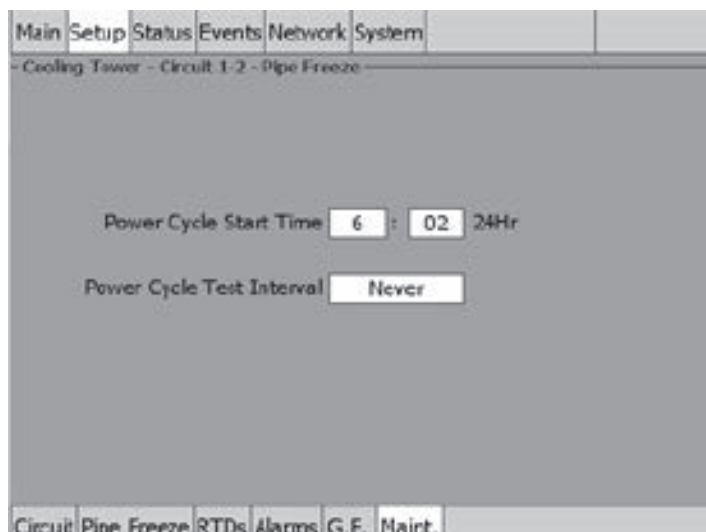 Main Setup Status Events Network System
Cooling Tower - Circuit 1-2 - Pipe Freeze
Power Cycle Start Time 6 : 02 24Hr
Power Cycle Test Interval Never
Circuit Pipe Freeze RTDs Alarms G.F. Maint.